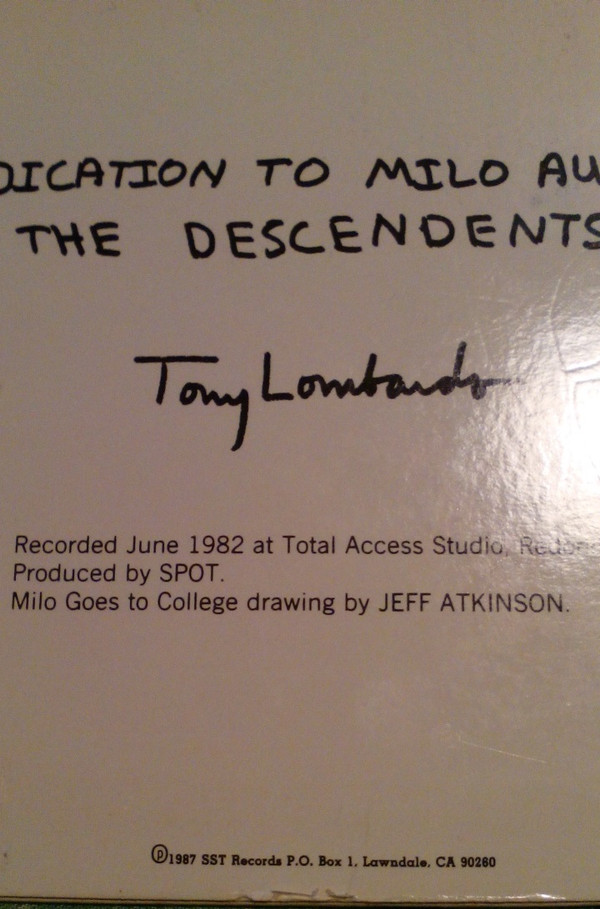 DICATION TO MILO AU
THE DESCENDENTS
Tony Lombardo
Recorded June 1982 at Total Access Studio, Redon
Produced by SPOT.
Milo Goes to College drawing by JEFF ATKINSON.
℗1987 SST Records P.O. Box 1, Lawndale, CA 90260